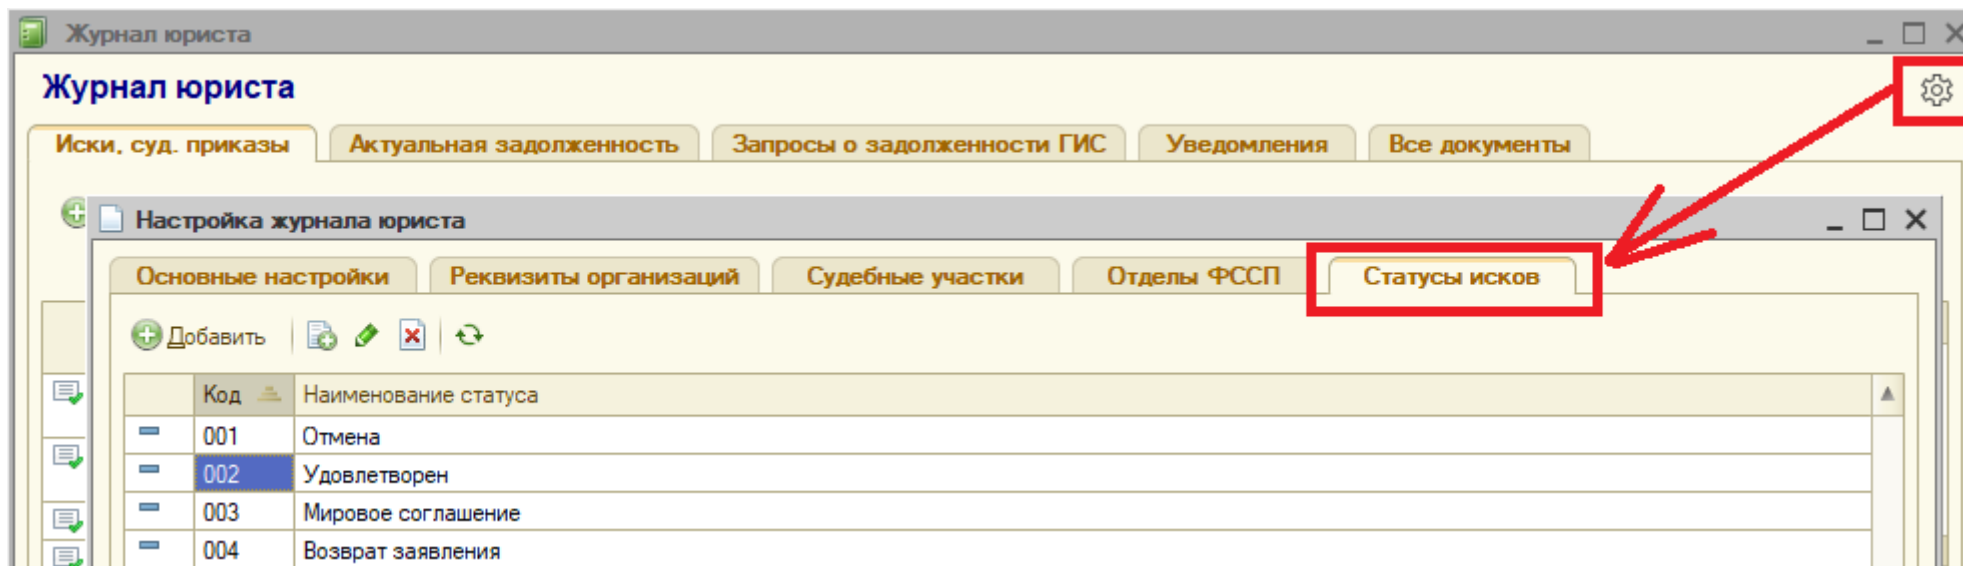 Журнал юриста
Журнал юриста
Иски, суд. приказы Актуальная задолженность Запросы о задолженности ГИС Уведомления Все документы
Настройка журнала юриста
Основные настройки Реквизиты организаций Судебные участки Отделы ФССП Статусы исков
Добавить
Код Наименование статуса
001 Отмена
002 Удовлетворен
003 Мировое соглашение
004 Возврат заявления